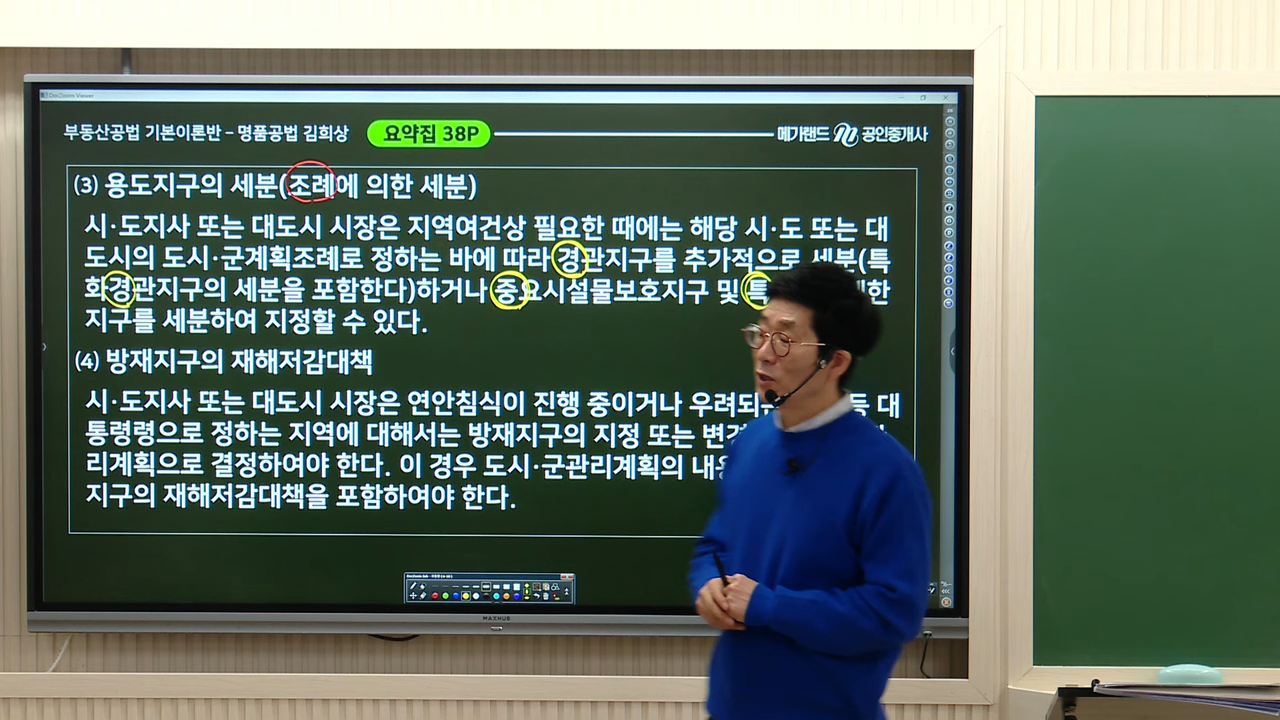 DocZoom Viewer
부동산공법 기본이론반 – 명품공법 김희상 요약집 38P 메가랜드 공인중개사
(3) 용도지구의 세분(조례에 의한 세분)
시·도지사 또는 대도시 시장은 지역여건상 필요한 때에는 해당 시·도 또는 대
도시의 도시·군계획조례로 정하는 바에 따라 경관지구를 추가적으로 세분(특
화경관지구의 세분을 포함한다)하거나 중요시설물보호지구 및 특 한
지구를 세분하여 지정할 수 있다.
(4) 방재지구의 재해저감대책
시·도지사 또는 대도시 시장은 연안침식이 진행 중이거나 우려되는 등 대
통령령으로 정하는 지역에 대해서는 방재지구의 지정 또는 변경
리계획으로 결정하여야 한다. 이 경우 도시·군관리계획의 내용
지구의 재해저감대책을 포함하여야 한다.
MAXHUB